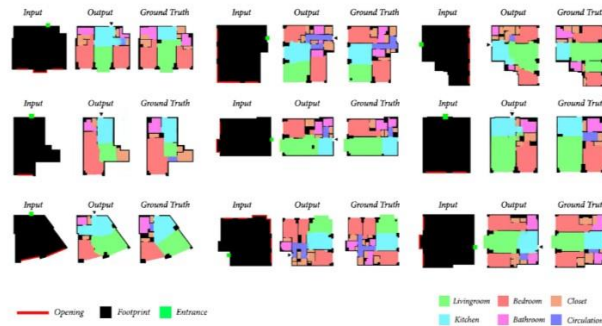 Input Output Ground Truth Input Output Ground Truth Input Output Ground Truth
Input Output Ground Truth Input Output Ground Truth Input Output Ground Trut
Input Output Ground Truth Input Output Ground Truth Input Output Ground Trut
Opening Footprint Entrance
Livingroom Bedroom Closet
Kitchen Bathroom Circulation